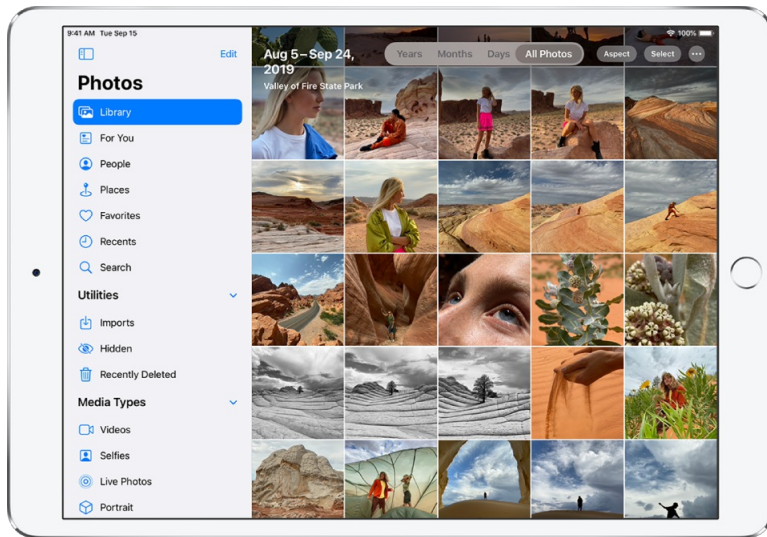 9:41 AM Tue Sep 15
100%
Edit
Photos
Library
For You
People
Places
Favorites
Recents
Search
Utilities
Imports
Hidden
Recently Deleted
Media Types
Videos
Selfies
Live Photos
Portrait
Aug 5–Sep 24,
2019
Valley of Fire State Park
Years Months Days All Photos
Aspect Select